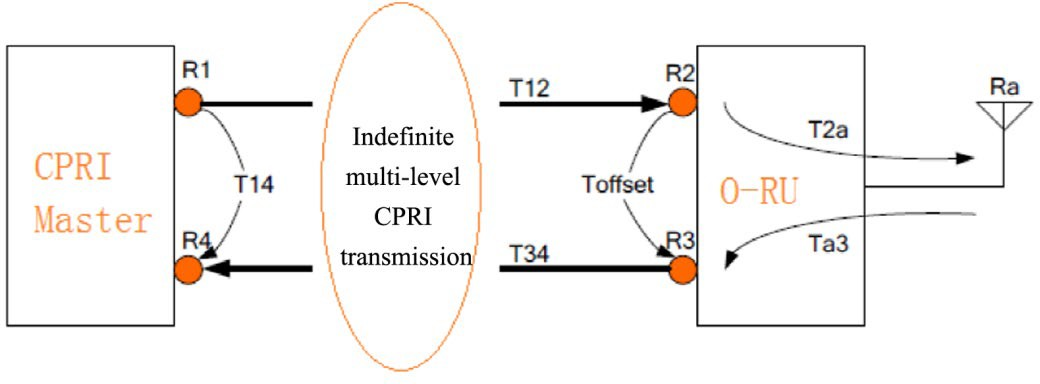 R1
T12
R2
Ra
CPRI
Master
T14
Indefinite
multi-level
CPRI
transmission
Toffset
O-RU
T2a
R4
T34
R3
Ta3